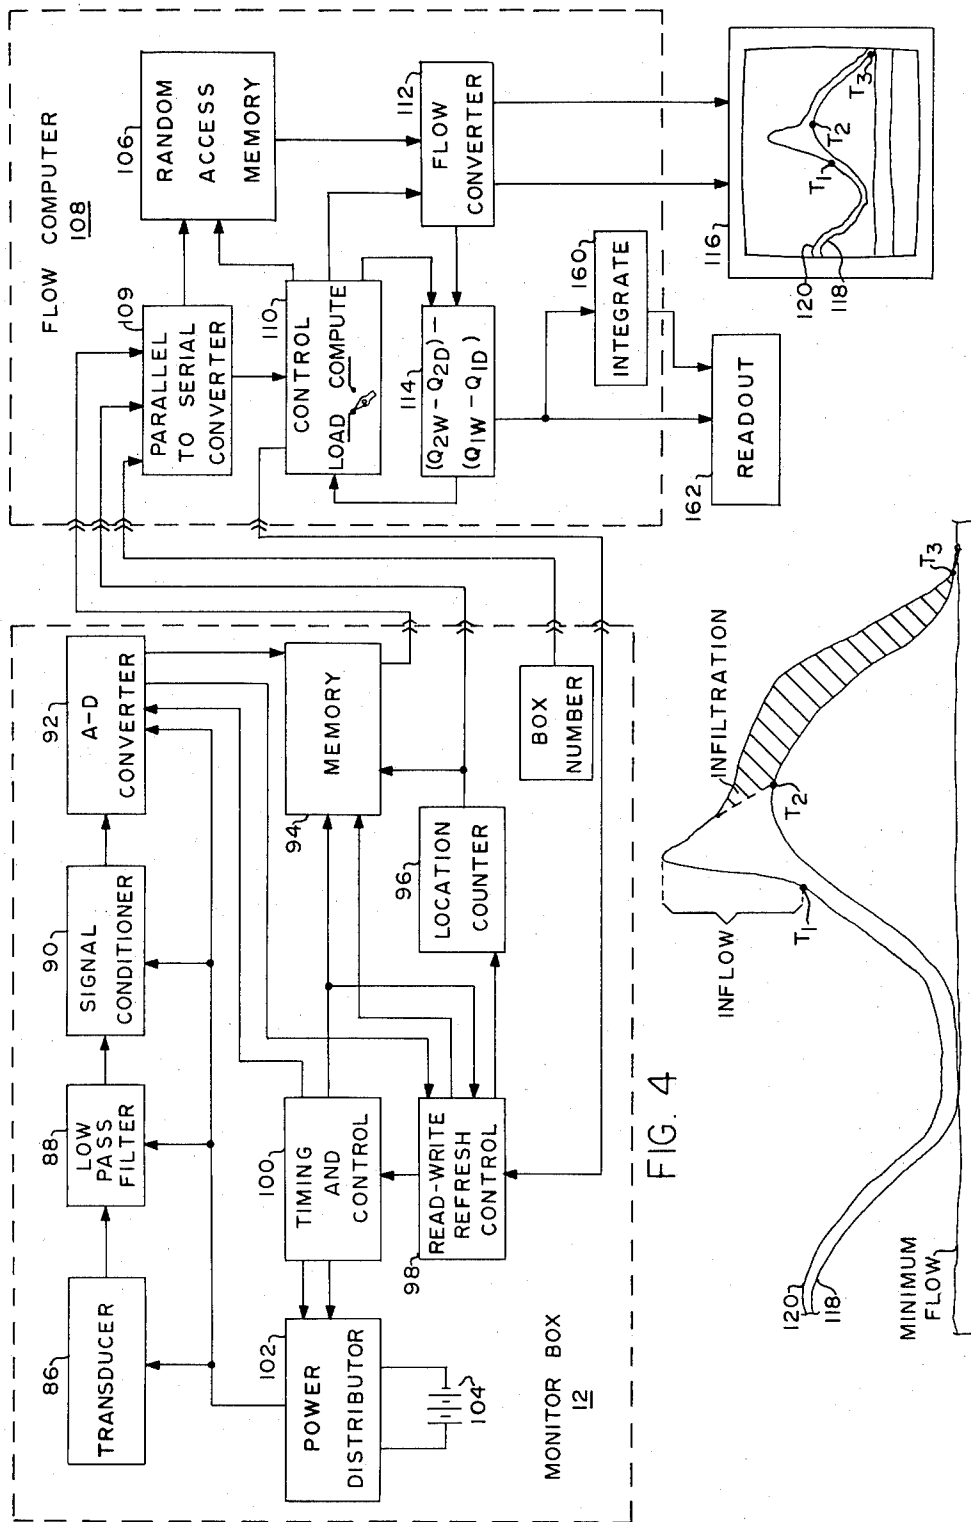 MONITOR BOX
12
86
TRANSDUCER
88
LOW
PASS
FILTER
90
SIGNAL
CONDITIONER
92
A-D
CONVERTER
102
POWER
DISTRIBUTOR
104
100
TIMING
AND
CONTROL
94
MEMORY
98
READ-WRITE
REFRESH
CONTROL
96
LOCATION
COUNTER
BOX
NUMBER
FLOW COMPUTER
108
109
PARALLEL
TO SERIAL
CONVERTER
106
RANDOM
ACCESS
MEMORY
110
CONTROL
LOAD COMPUTE
112
FLOW
CONVERTER
114
(Q2W-Q2D)-
(Q1W-Q1D)
160
INTEGRATE
162
READOUT
116
120
118
T1
T2
T3
FIG. 4
INFLOW
INFILTRATION
T1
T2
T3
120
118
MINIMUM
FLOW